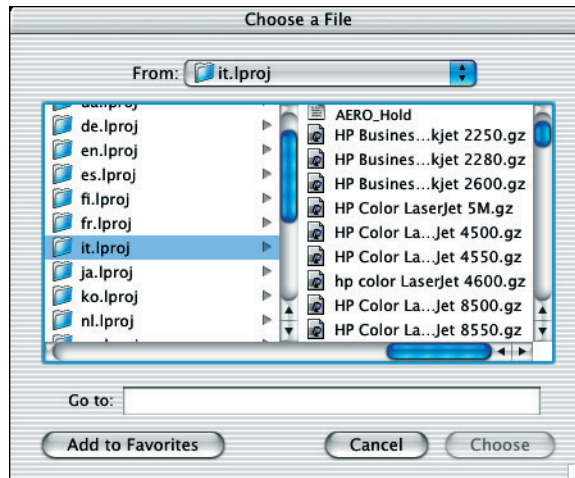 Choose a File
From: it.lproj
da.lproj
de.lproj
en.lproj
es.lproj
fi.lproj
fr.lproj
it.lproj
ja.lproj
ko.lproj
nl.lproj
AERO_Hold
HP Busines...kjet 2250.gz
HP Busines...kjet 2280.gz
HP Busines...kjet 2600.gz
HP Color LaserJet 5M.gz
HP Color La...Jet 4500.gz
HP Color La...Jet 4550.gz
hp color LaserJet 4600.gz
HP Color La...Jet 8500.gz
HP Color La...Jet 8550.gz
Go to:
Add to Favorites
Cancel
Choose